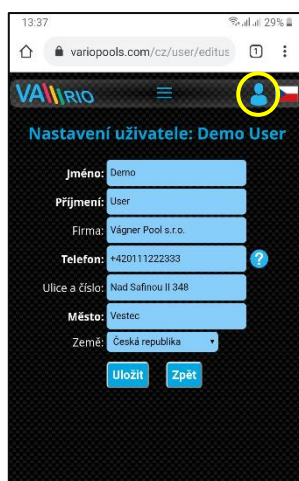 13:37 29%
variopools.com/cz/user/editus 1
VARIO
Nastavení uživatele: Demo User
Jméno: Demo
Příjmení: User
Firma: Vágner Pool s.r.o.
Telefon: +420111222333 ?
Ulice a číslo: Nad Safinou II 348
Město: Vestec
Země: Česká republika
Uložit Zpět